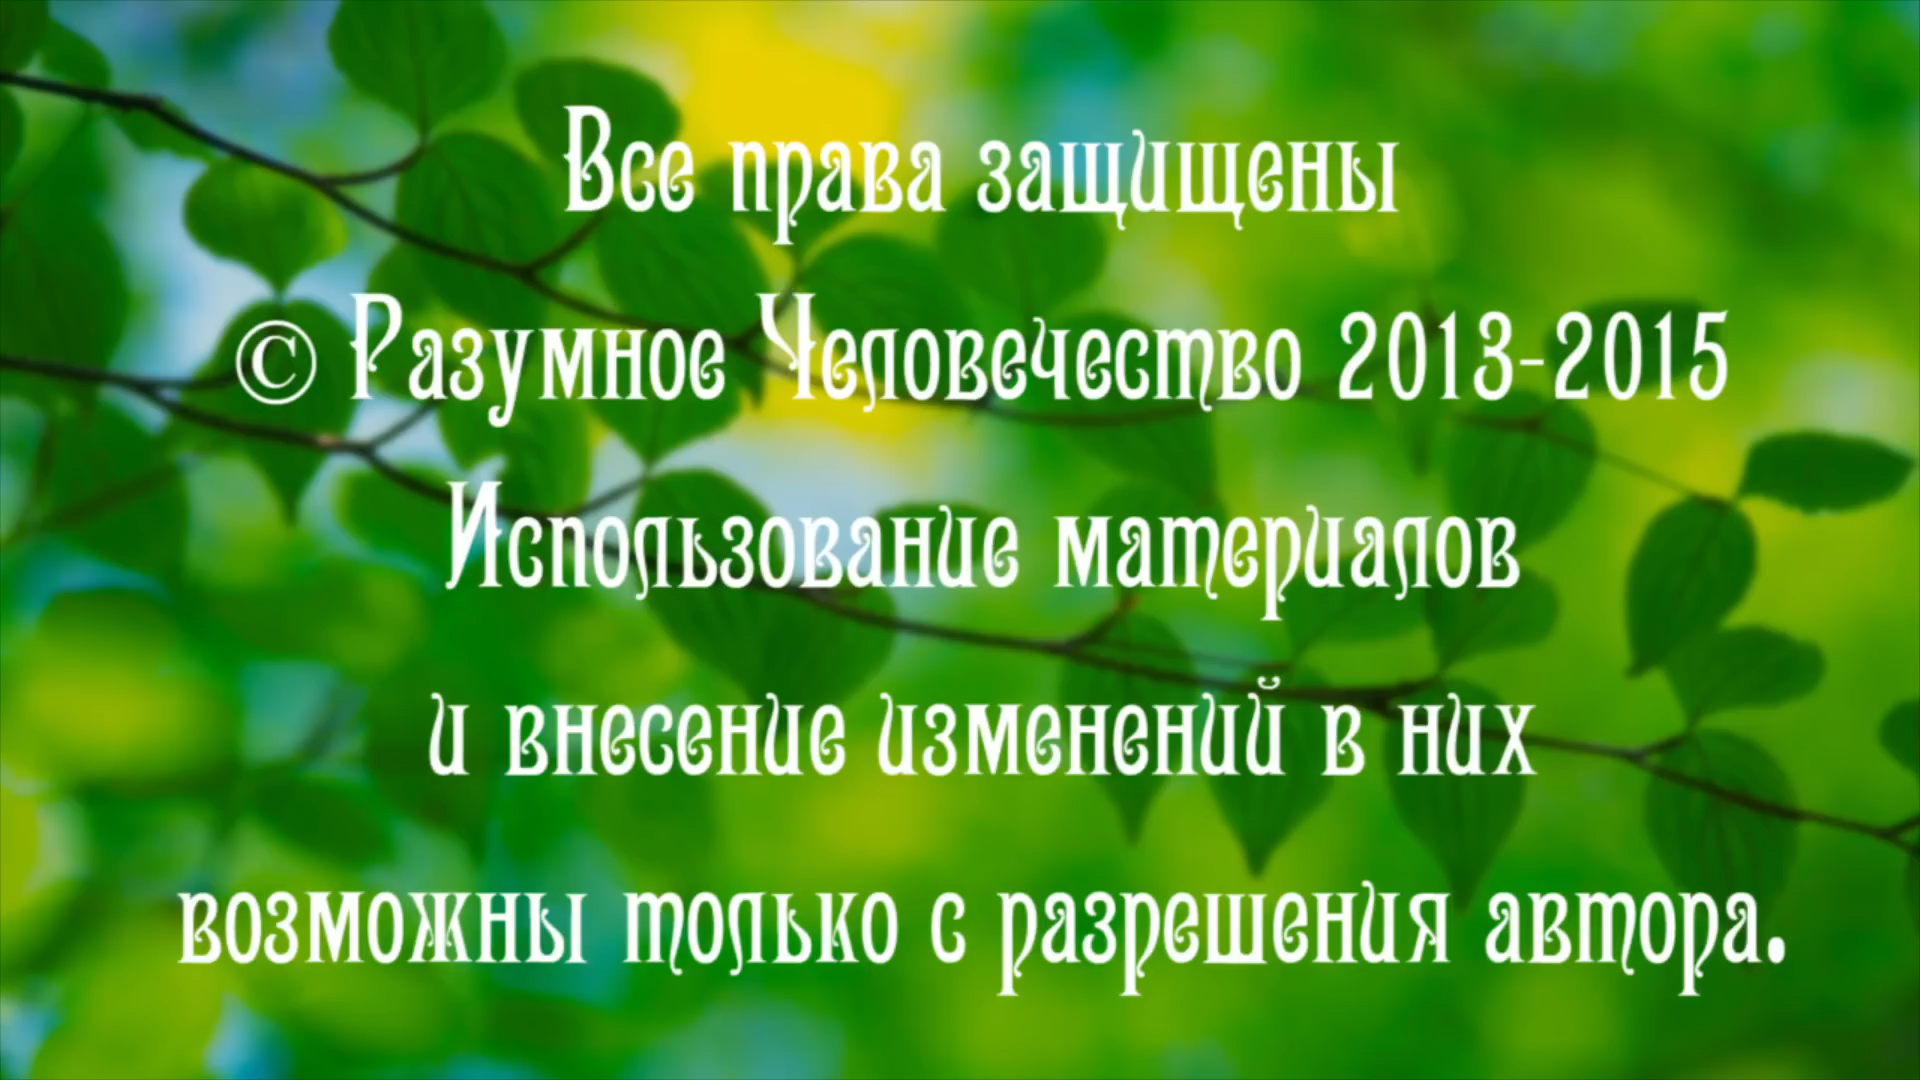 Все права защищены
© Разумное Человечество 2013-2015
Использование материалов
и внесение изменений в них
возможны только с разрешения автора.